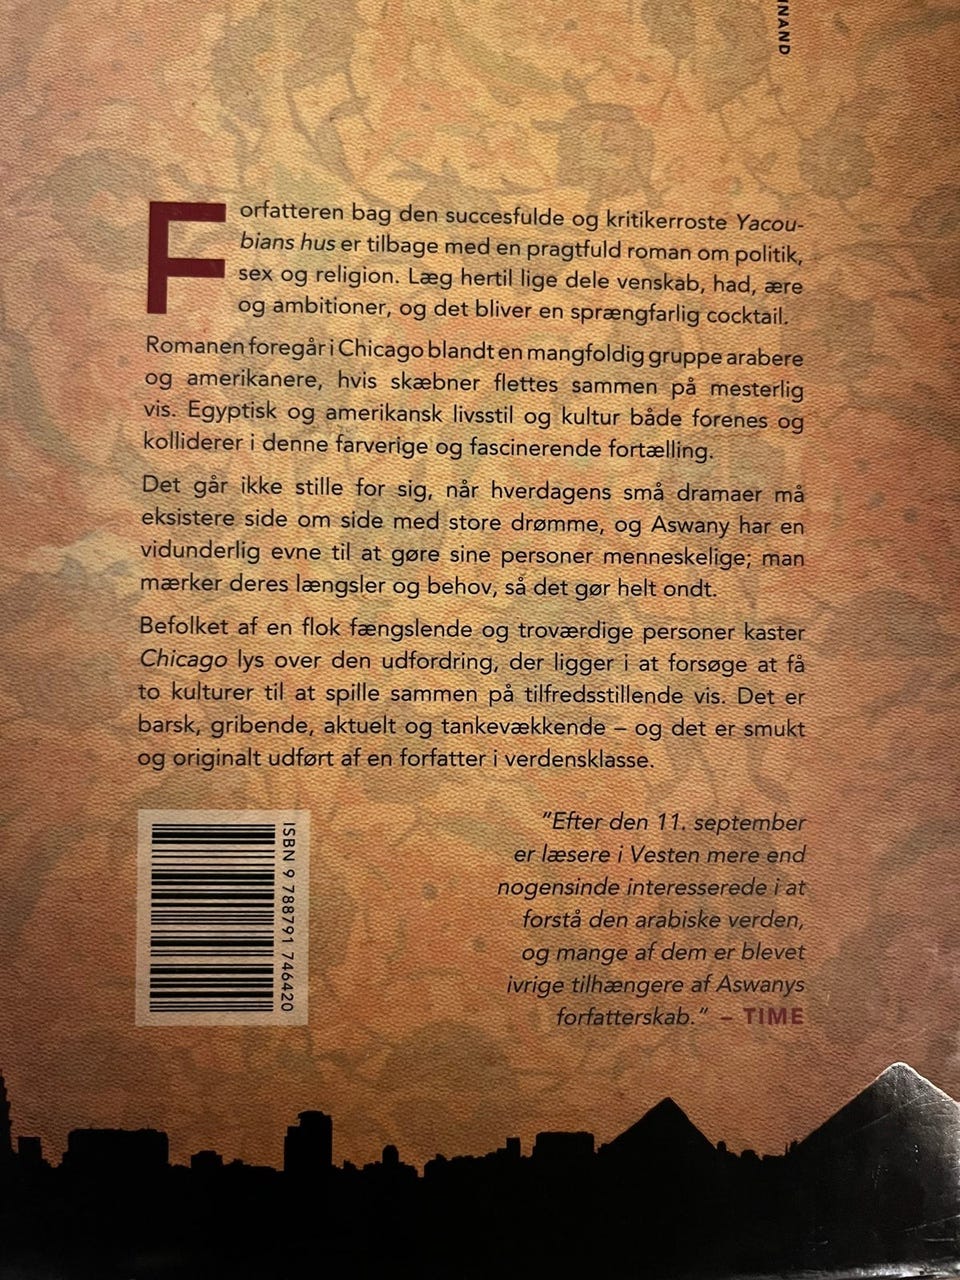 INAND
Forfatteren bag den succesfulde og kritikerroste Yacou-
bians hus er tilbage med en pragtfuld roman om politik,
sex og religion. Læg hertil lige dele venskab, had, ære
og ambitioner, og det bliver en sprængfarlig cocktail.
Romanen foregår i Chicago blandt en mangfoldig gruppe arabere
og amerikanere, hvis skæbner flettes sammen på mesterlig
vis. Egyptisk og amerikansk livsstil og kultur både forenes og
kolliderer i denne farverige og fascinerende fortælling.
Det går ikke stille for sig, når hverdagens små dramaer må
eksistere side om side med store drømme, og Aswany har en
vidunderlig evne til at gøre sine personer menneskelige; man
mærker deres længsler og behov, så det gør helt ondt.
Befolket af en flok fængslende og troværdige personer kaster
Chicago lys over den udfordring, der ligger i at forsøge at få
to kulturer til at spille sammen på tilfredsstillende vis. Det er
barsk, gribende, aktuelt og tankevækkende – og det er smukt
og originalt udført af en forfatter i verdensklasse.
"Efter den 11. september
er læsere i Vesten mere end
nogensinde interesserede i at
forstå den arabiske verden,
og mange af dem er blevet
ivrige tilhængere af Aswanys
forfatterskab." – TIME
ISBN 9 788791 746420